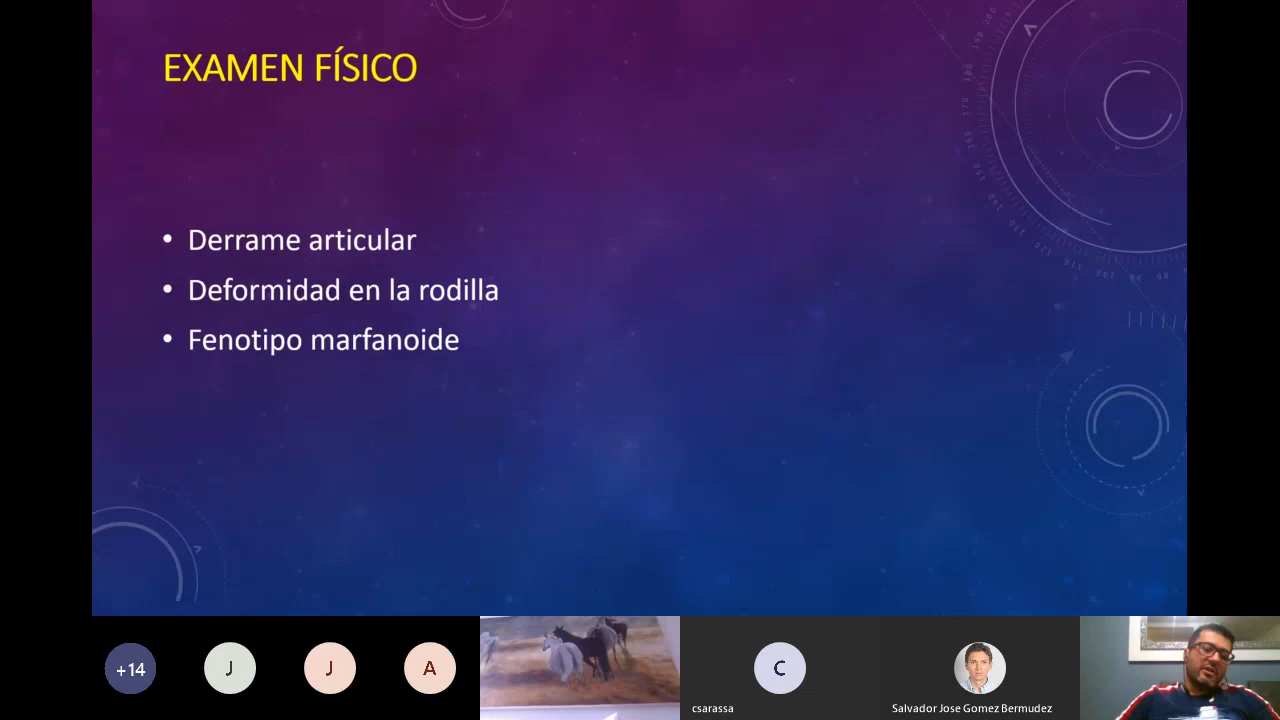 EXAMEN FÍSICO
• Derrame articular
• Deformidad en la rodilla
• Fenotipo marfanoide
+14
J
J
A
C
csarassa
Salvador Jose Gomez Bermudez